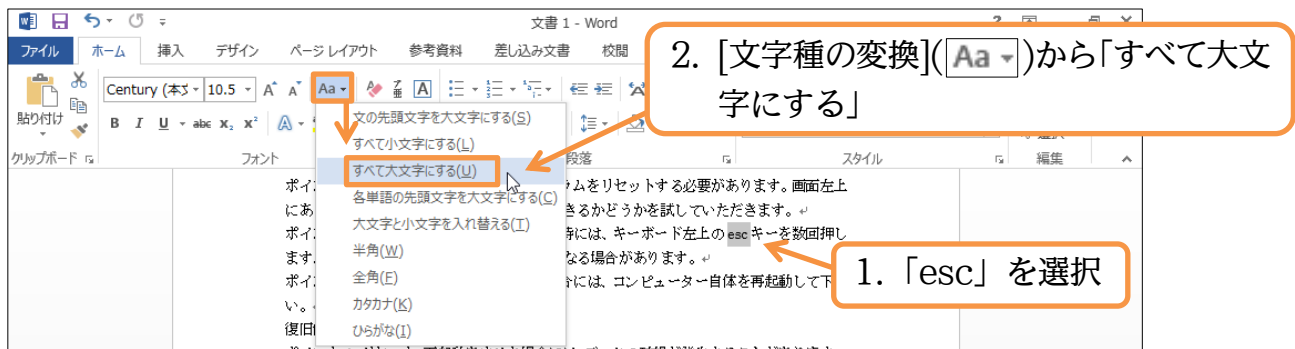 文書 1 - Word
ファイル ホーム 挿入 デザイン ページ レイアウト 参考資料 差し込み文書 校閲
2. [文字種の変換](Aa)から「すべて大文
字にする」
貼り付け
Century (本文 10.5 A A Aa A
B I U abc x₂ x² A
クリップボード フォント 段落 スタイル 編集
文の先頭文字を大文字にする(S)
すべて小文字にする(L)
すべて大文字にする(U)
各単語の先頭文字を大文字にする(C)
大文字と小文字を入れ替える(T)
半角(W)
全角(F)
カタカナ(K)
ひらがな(I)
ポイ ラムをリセットする必要があります。画面左上
にあ きるかどうかを試していただきます。
ポイ 時には、キーボード左上の esc キーを数回押し
ます。 なる場合があります。
ポイ 合には、コンピューター自体を再起動して下
い。
復旧
1.「esc」を選択